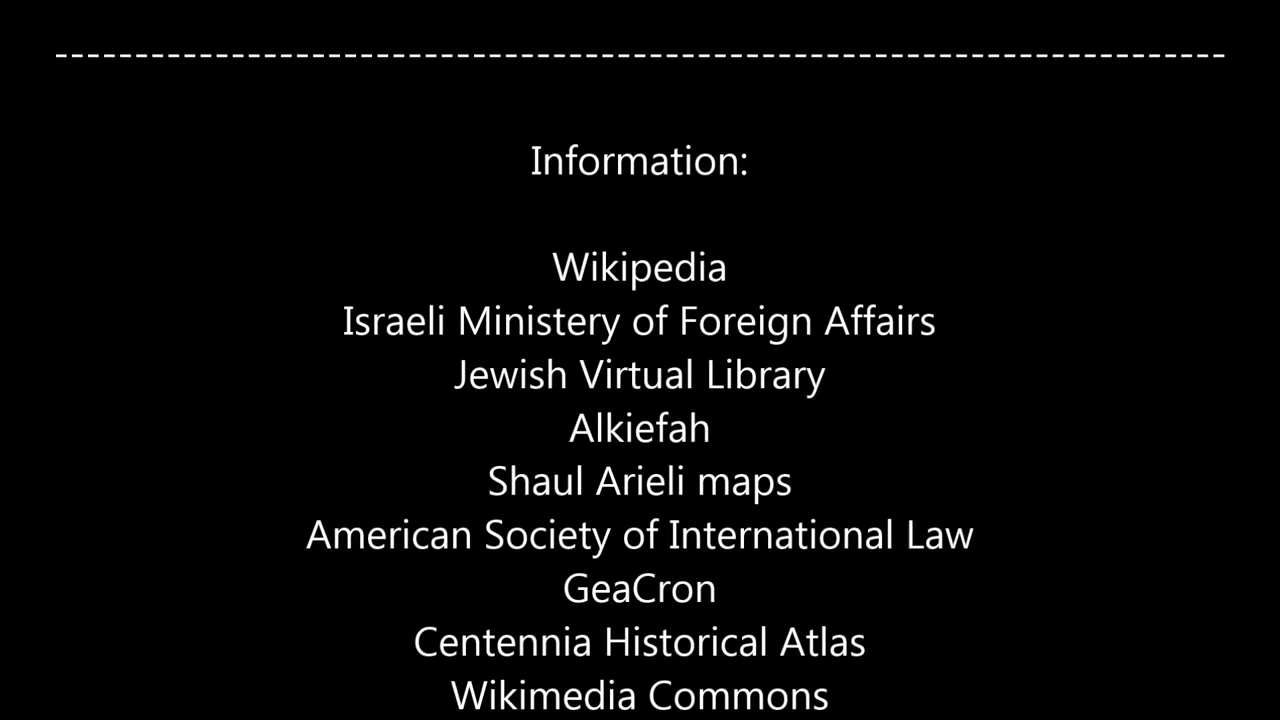 --------------------------------------------------------------------------
Information:
Wikipedia
Israeli Ministery of Foreign Affairs
Jewish Virtual Library
Alkiefah
Shaul Arieli maps
American Society of International Law
GeaCron
Centennia Historical Atlas
Wikimedia Commons